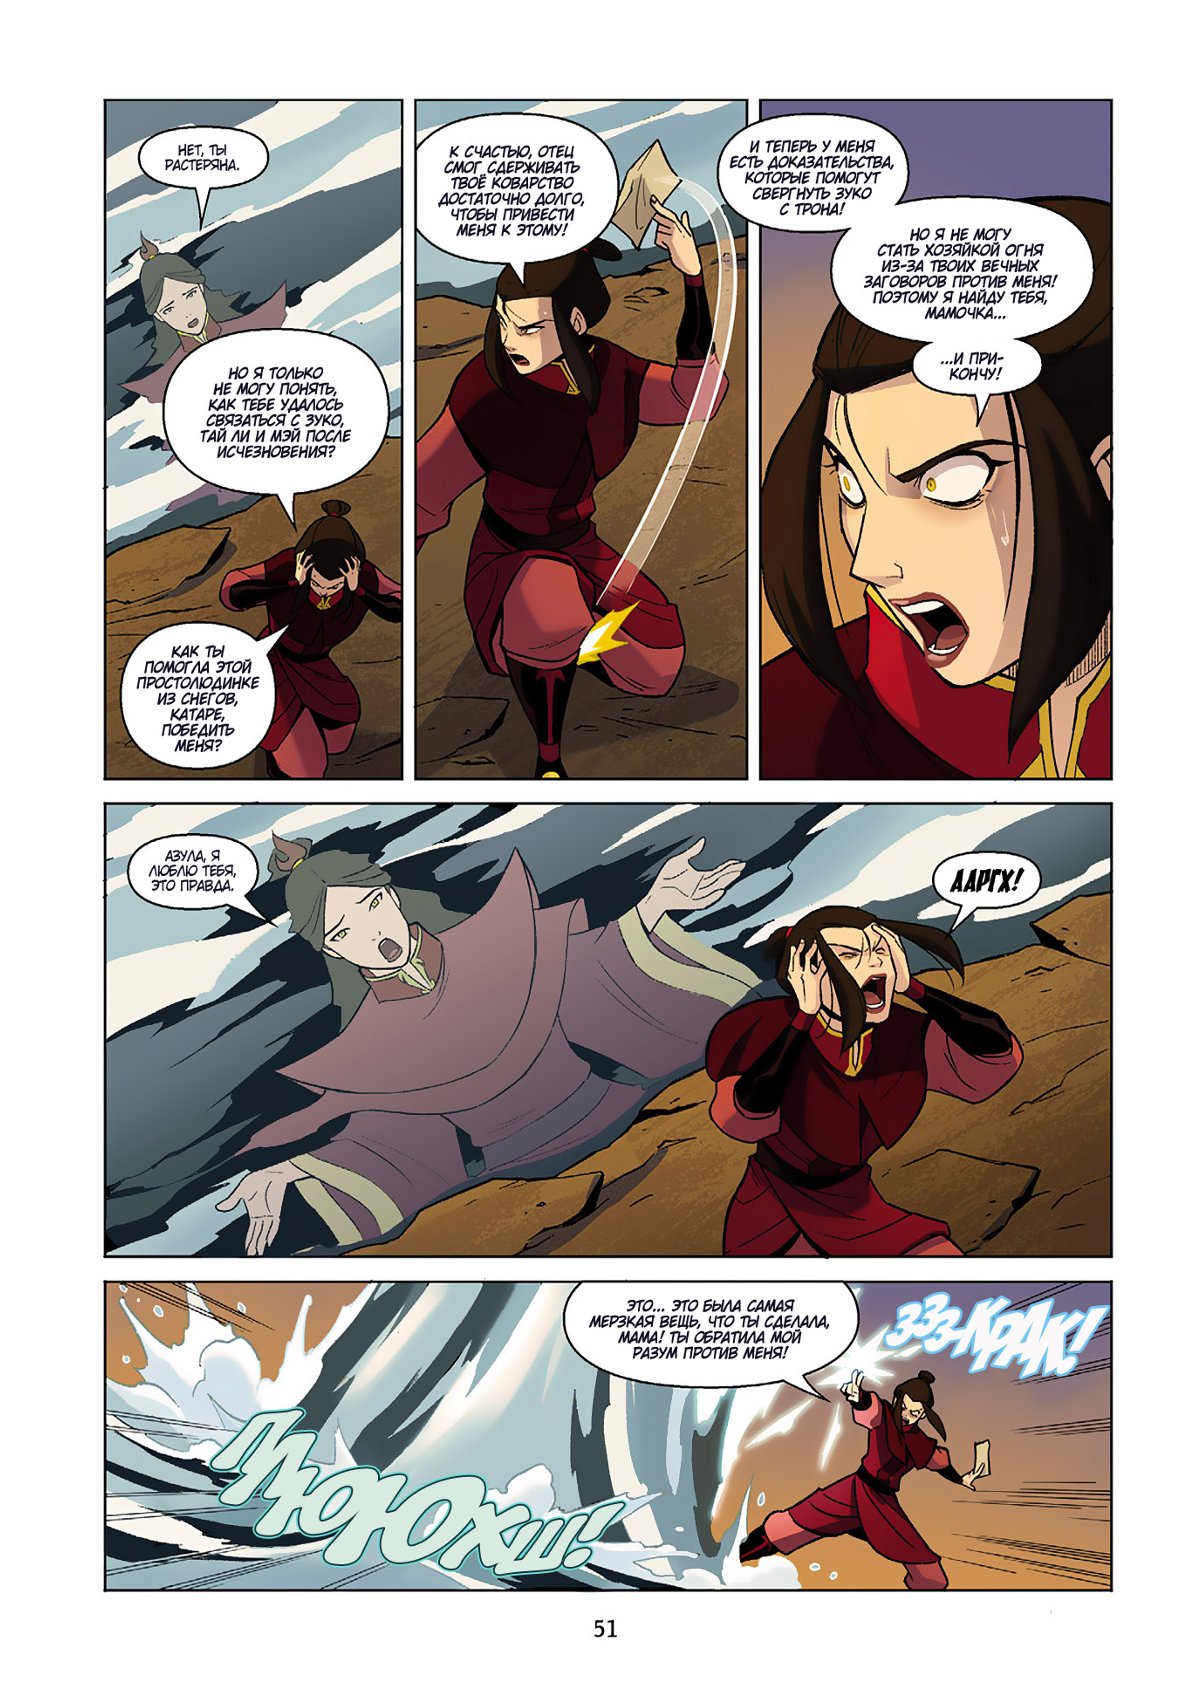 НЕТ, ТЫ
РАСТЕРЯНА.
НО Я ТОЛЬКО
НЕ МОГУ ПОНЯТЬ,
КАК ТЕБЕ УДАЛОСЬ
СВЯЗАТЬСЯ С ЗУКО,
ТАЙ ЛИ И МЭЙ ПОСЛЕ
ИСЧЕЗНОВЕНИЯ?
КАК ТЫ
ПОМОГЛА ЭТОЙ
ПРОСТОЛЮДИНКЕ
ИЗ СНЕГОВ,
КАТАРЕ,
ПОБЕДИТЬ
МЕНЯ?
К СЧАСТЬЮ, ОТЕЦ
СМОГ СДЕРЖИВАТЬ
ТВОЁ КОВАРСТВО
ДОСТАТОЧНО ДОЛГО,
ЧТОБЫ ПРИВЕСТИ
МЕНЯ К ЭТОМУ!
И ТЕПЕРЬ У МЕНЯ
ЕСТЬ ДОКАЗАТЕЛЬСТВА,
КОТОРЫЕ ПОМОГУТ
СВЕРГНУТЬ ЗУКО
С ТРОНА!
НО Я НЕ МОГУ
СТАТЬ ХОЗЯЙКОЙ ОГНЯ
ИЗ-ЗА ТВОИХ ВЕЧНЫХ
ЗАГОВОРОВ ПРОТИВ МЕНЯ!
ПОЭТОМУ Я НАЙДУ ТЕБЯ,
МАМОЧКА...
...И ПРИ-
КОНЧУ!
АЗУЛА, Я
ЛЮБЛЮ ТЕБЯ,
ЭТО ПРАВДА.
ААРГХ!
ЭТО... ЭТО БЫЛА САМАЯ
МЕРЗКАЯ ВЕЩЬ, ЧТО ТЫ СДЕЛАЛА,
МАМА! ТЫ ОБРАТИЛА МОЙ
РАЗУМ ПРОТИВ МЕНЯ!
ЗЗЗ-КРАК!
ПЛЮЮХШ!
51